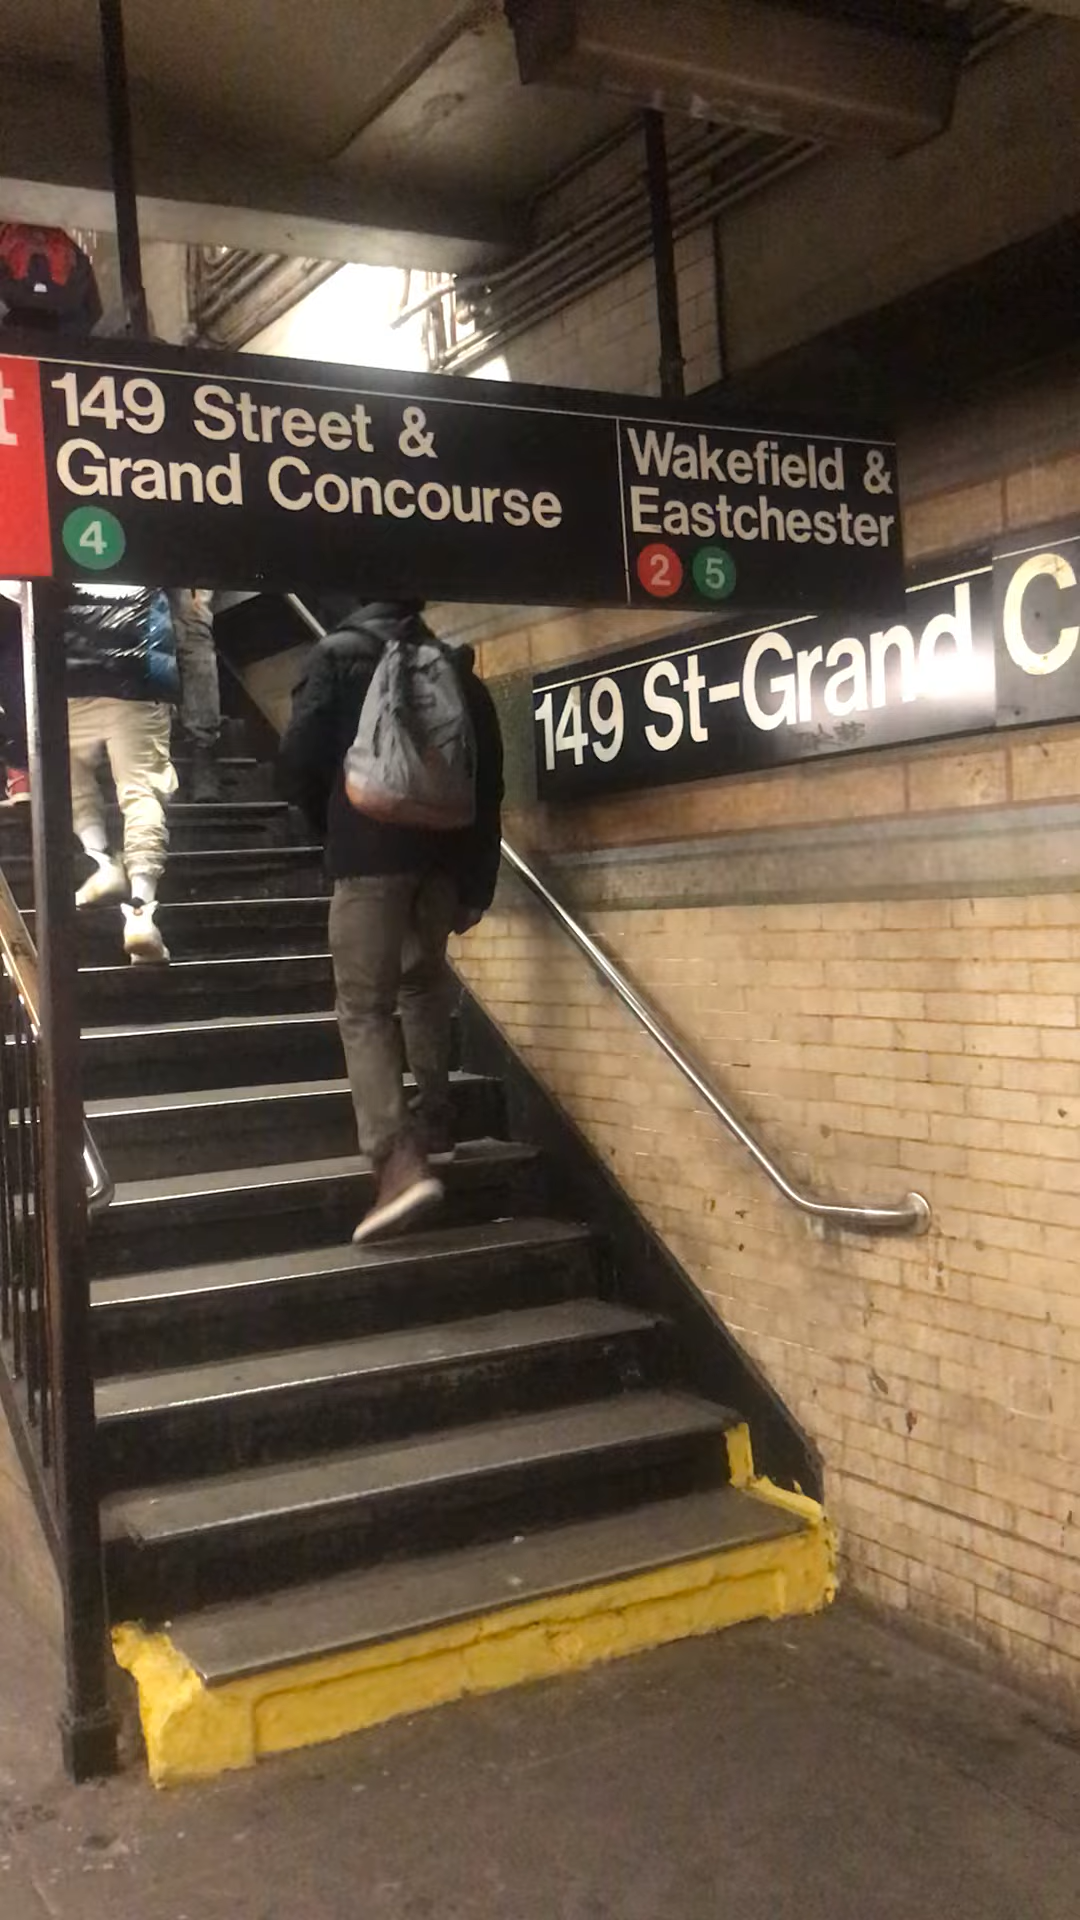 149 Street &
Grand Concourse
4
Wakefield &
Eastchester
2 5
149 St-Grand C